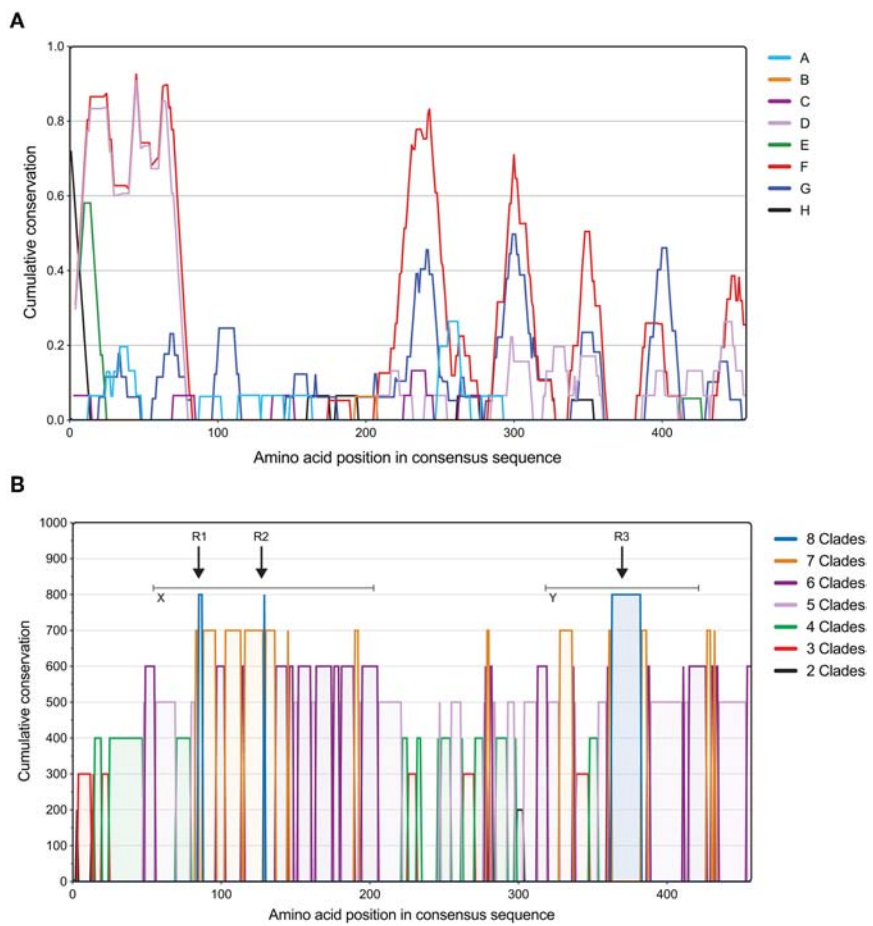 A
Cumulative conservation
1.0
0.8
0.6
0.4
0.2
0.0
0
100
200
300
400
Amino acid position in consensus sequence
A
B
C
D
E
F
G
H
B
Cumulative conservation
1000
900
800
700
600
500
400
300
200
100
0
R1
R2
R3
X
Y
0
100
200
300
400
Amino acid position in consensus sequence
8 Clades
7 Clades
6 Clades
5 Clades
4 Clades
3 Clades
2 Clades